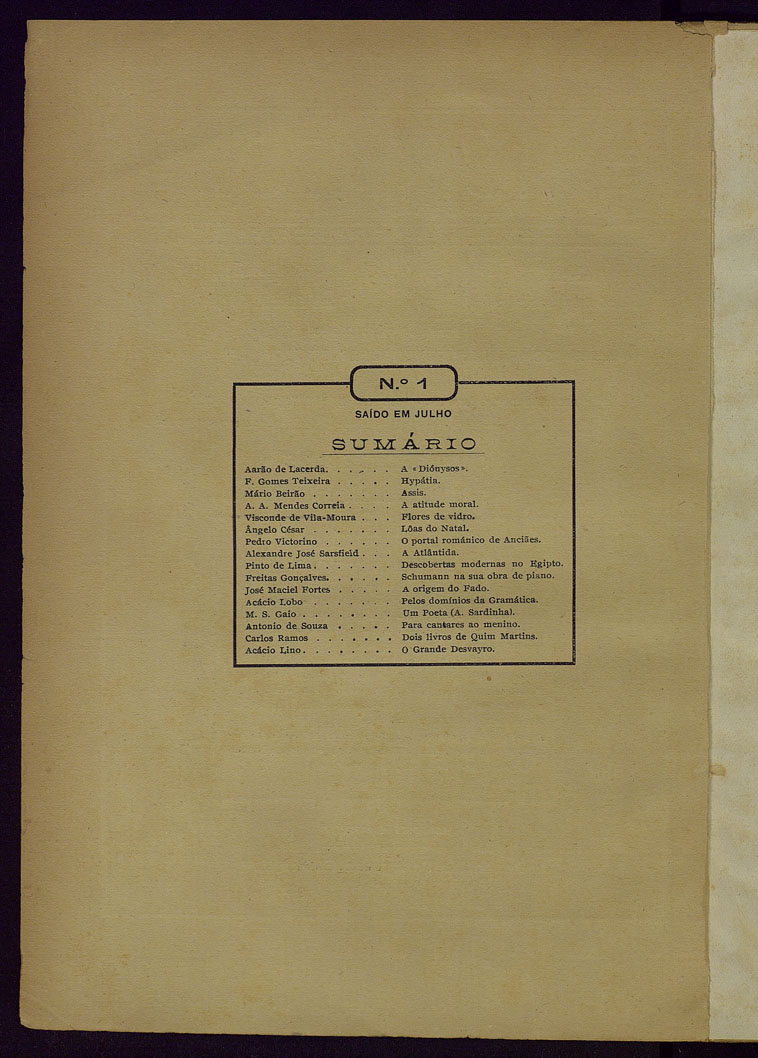 N.º 1
SAÍDO EM JULHO
SUMÁRIO
Aarão de Lacerda. . . . . . A « Diónysos ».
F. Gomes Teixeira . . . . . Hypátia.
Mário Beirão . . . . . . . Assis.
A. A. Mendes Correia . . . . A atitude moral.
Visconde de Vila-Moura . . . Flores de vidro.
Ângelo César . . . . . . . Lôas do Natal.
Pedro Victorino . . . . . . O portal românico de Anciães.
Alexandre José Sarsfield . . . A Atlântida.
Pinto de Lima . . . . . . . Descobertas modernas no Egipto.
Freitas Gonçalves. . . . . . Schumann na sua obra de piano.
José Maciel Fortes . . . . . A origem do Fado.
Acácio Lobo . . . . . . . Pelos domínios da Gramática.
M. S. Gaio . . . . . . . . Um Poeta (A. Sardinha).
Antonio de Souza . . . . . Para cantares ao menino.
Carlos Ramos . . . . . . . Dois livros de Quim Martins.
Acácio Lino . . . . . . . . O Grande Desvayro.